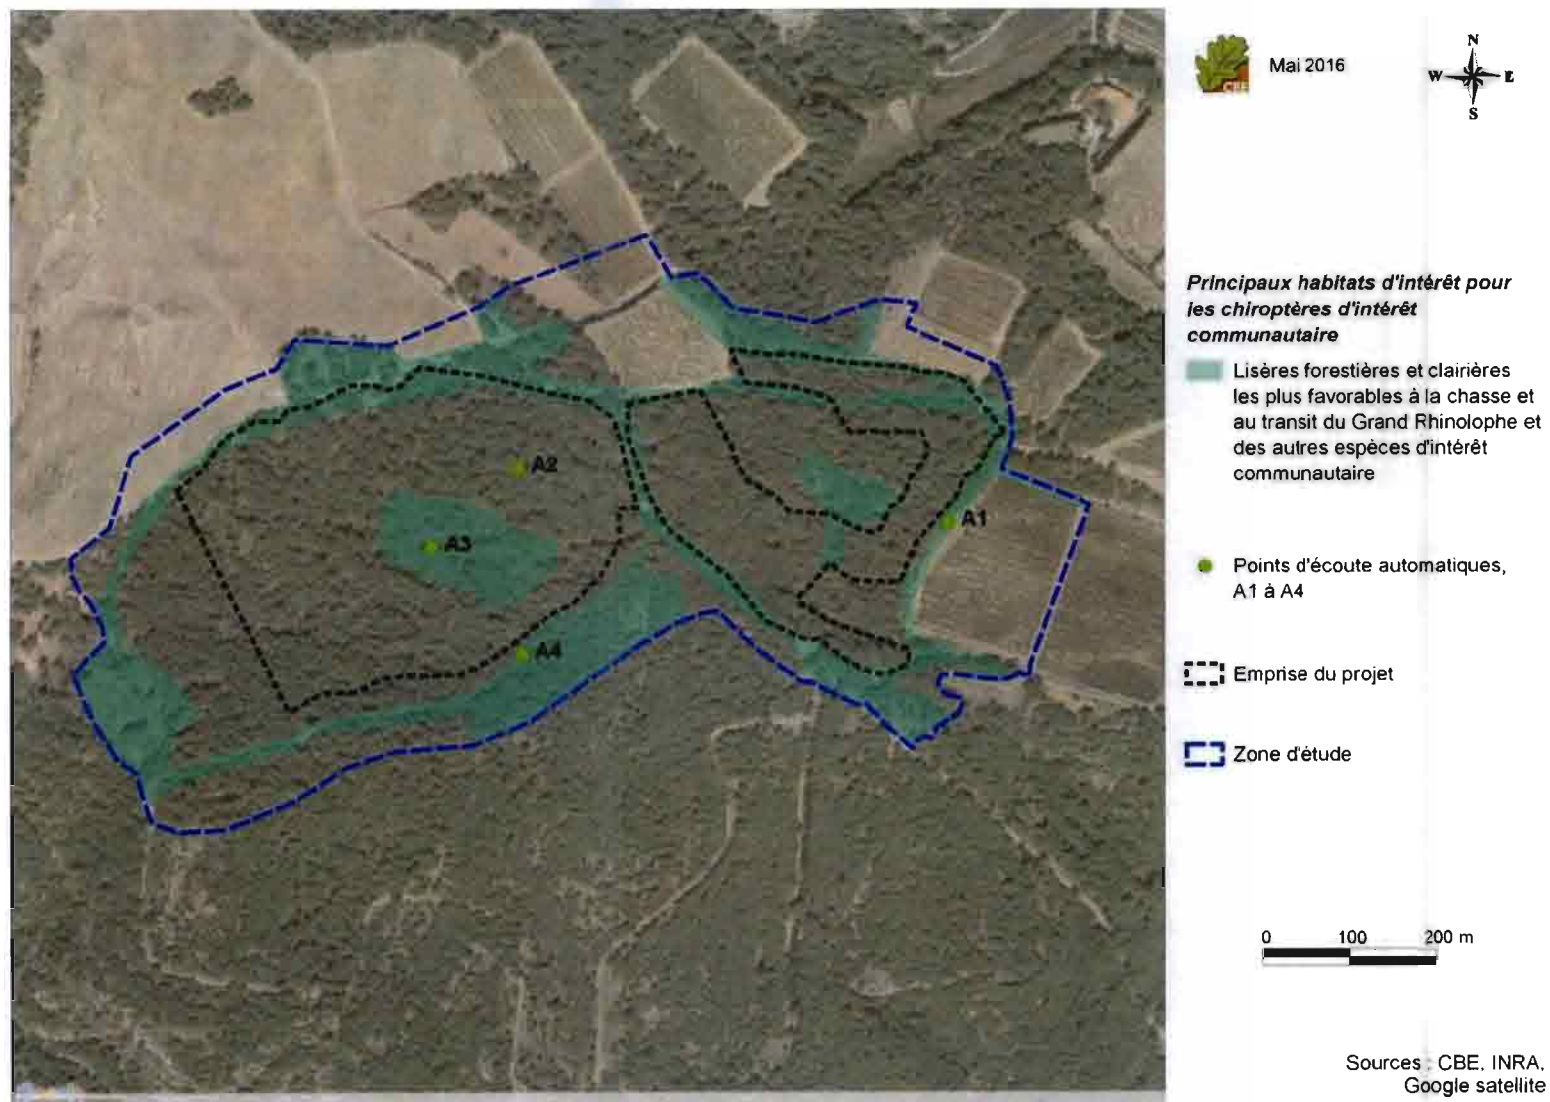 CBE
Mai 2016
N
W
E
S
Principaux habitats d'intérêt pour
les chiroptères d'intérêt
communautaire
Lisères forestières et clairières
les plus favorables à la chasse et
au transit du Grand Rhinolophe et
des autres espèces d'intérêt
communautaire
Points d'écoute automatiques,
A1 à A4
Emprise du projet
Zone d'étude
A2
A1
A3
A4
0 100 200 m
Sources : CBE, INRA,
Google satellite